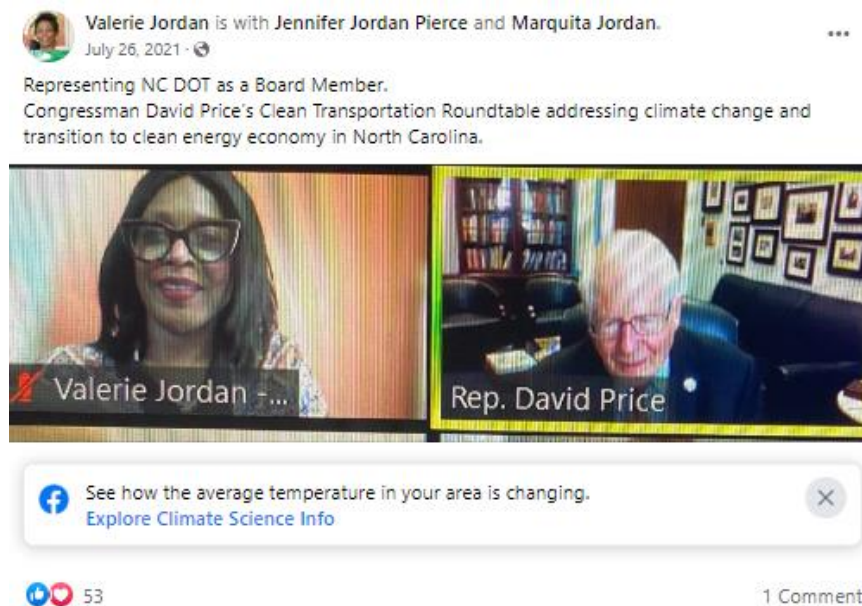 Valerie Jordan is with Jennifer Jordan Pierce and Marquita Jordan.
July 26, 2021 ·
Representing NC DOT as a Board Member.
Congressman David Price's Clean Transportation Roundtable addressing climate change and
transition to clean energy economy in North Carolina.
Valerie Jordan -...
Rep. David Price
See how the average temperature in your area is changing.
Explore Climate Science Info
53
1 Comment